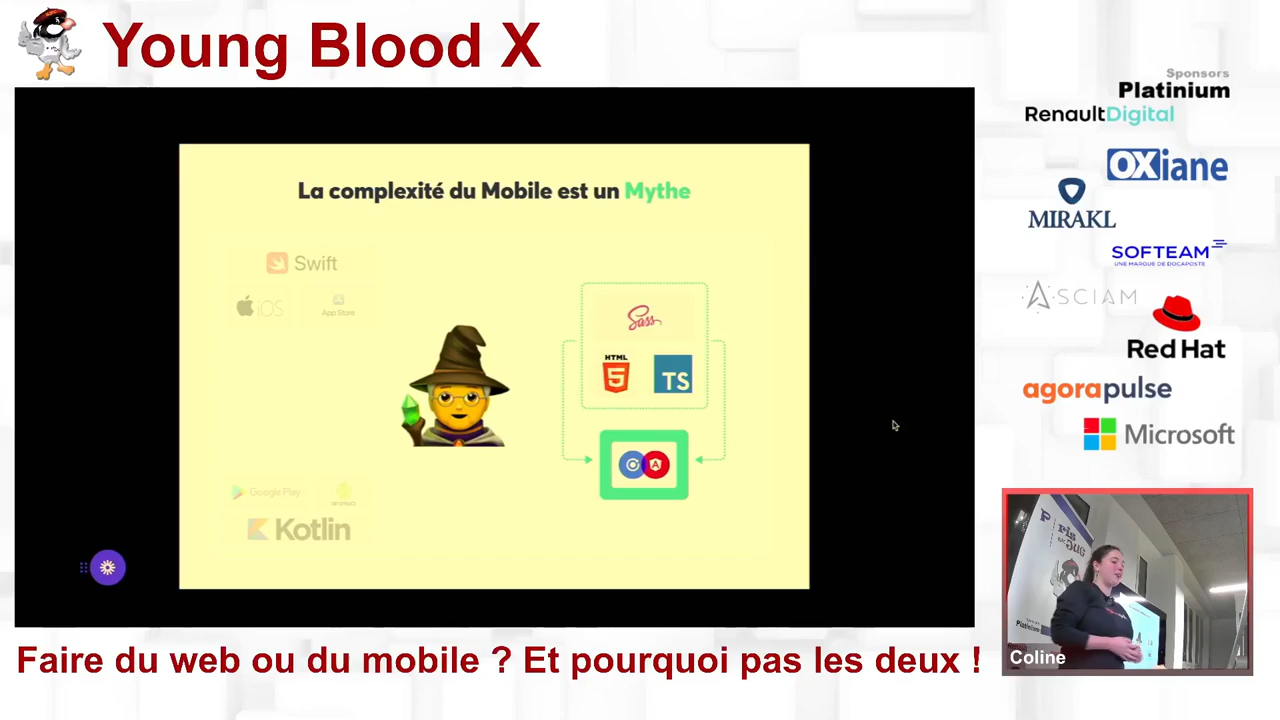 Young Blood X
Sponsors
Platinium
RenaultDigital
OXiane
MIRAKL
SOFTEAM
UNE MARQUE DE DOCAPOSTE
ASCIAM
Red Hat
agorapulse
Microsoft
La complexité du Mobile est un Mythe
Swift
iOS
App Store
Sass
HTML
5
TS
A
Google Play
android
Kotlin
Coline
Faire du web ou du mobile ? Et pourquoi pas les deux !